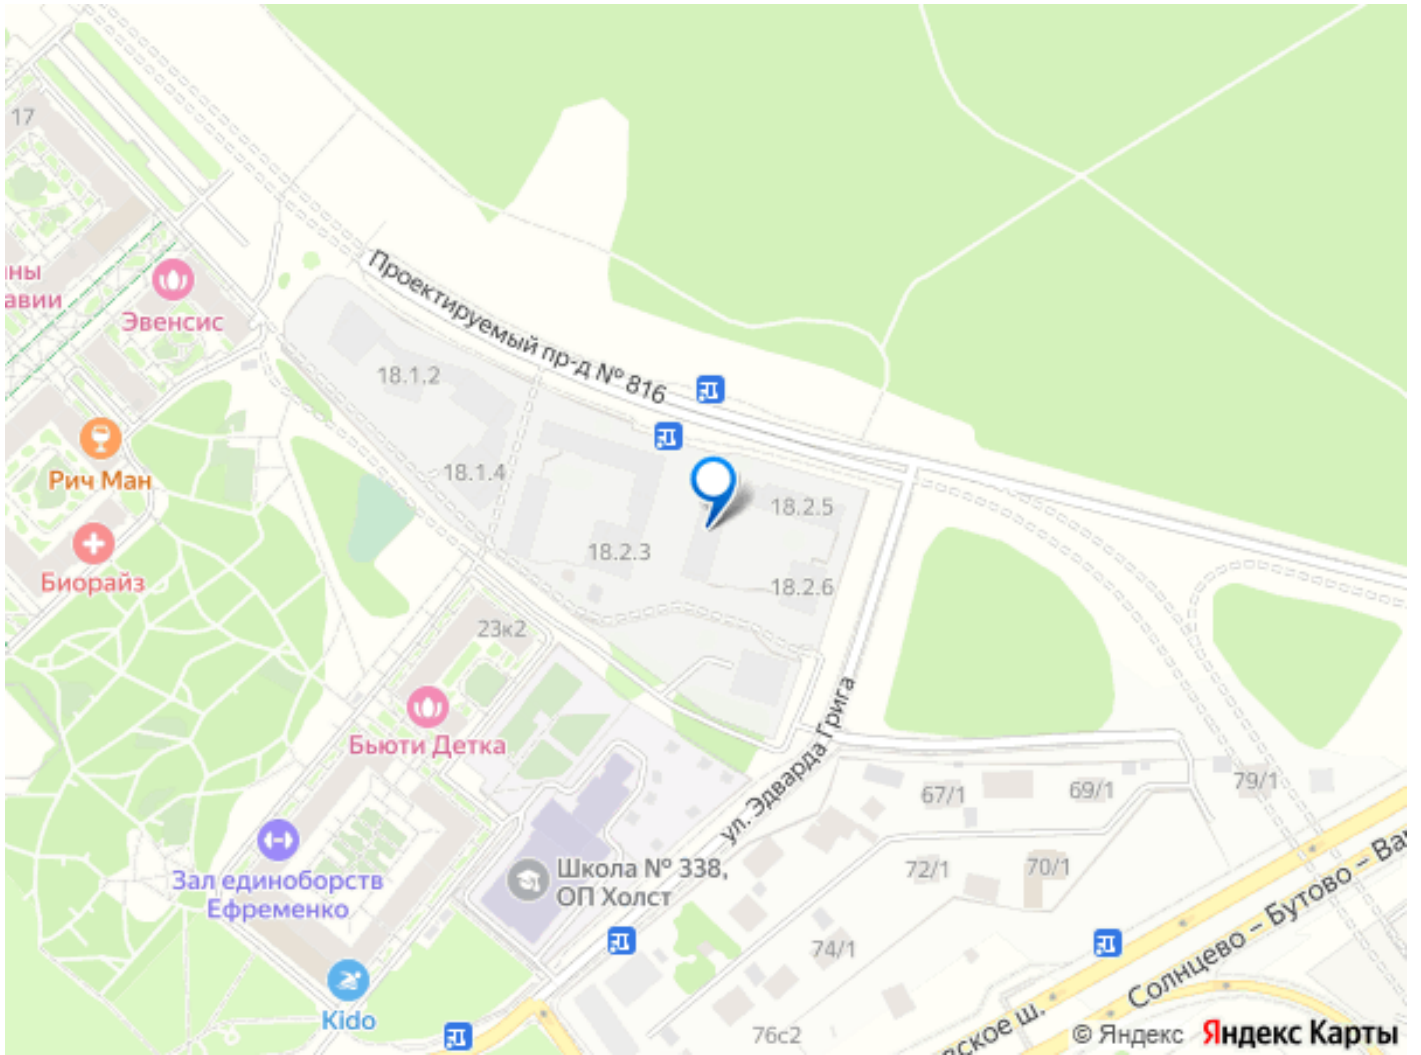 17
Эвенсис
Проектируемый пр-д № 816
18.1.2
Рич Ман
18.1.4
18.2.5
18.2.3
Биорайз
18.2.6
23к2
Бьюти Детка
ул. Эдварда Грига
67/1
69/1
79/1
Школа № 338,
ОП Холст
72/1
70/1
Зал единоборств
Ефременко
74/1
Солнцево – Бутово – Ва
Kido
76с2
ское ш.
© Яндекс
Яндекс Карты